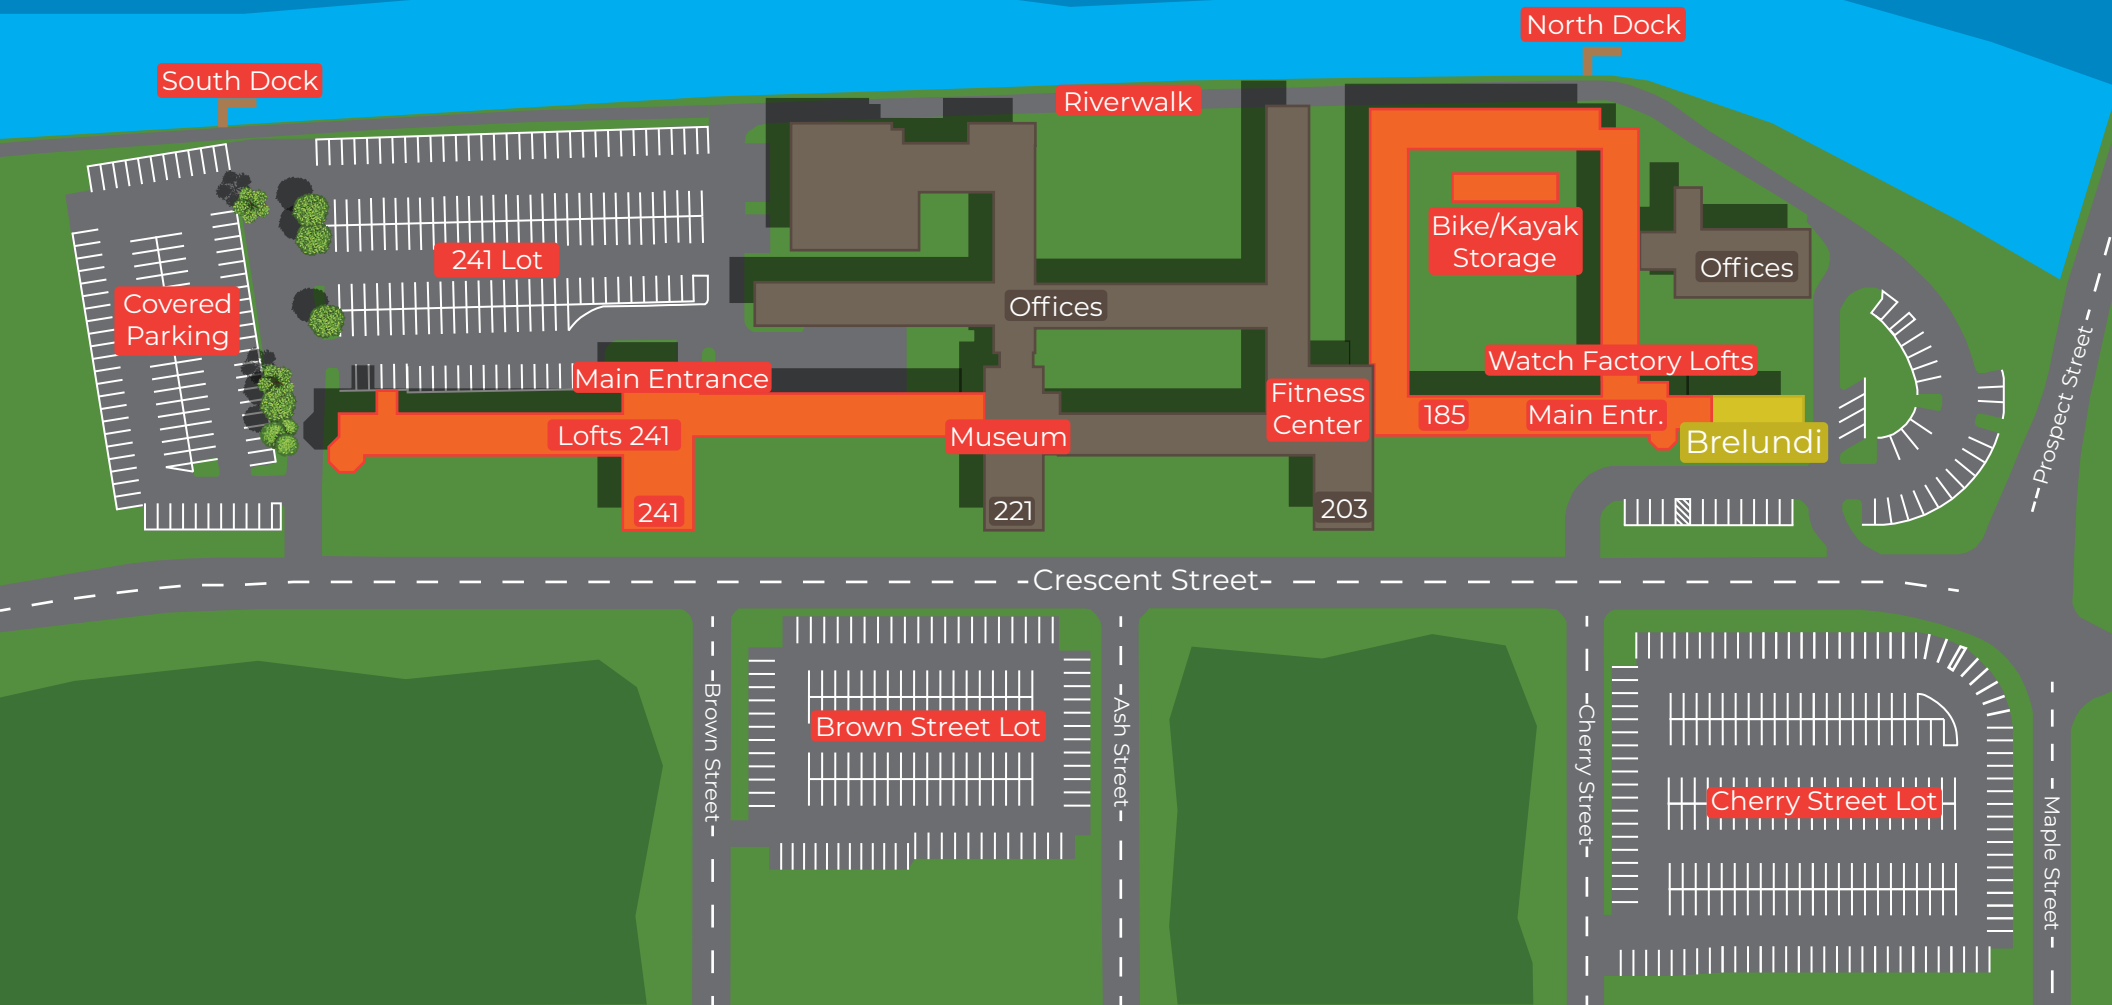 North Dock
South Dock
Riverwalk
Bike/Kayak
Storage
241 Lot
Offices
Covered
Parking
Offices
Prospect Street
Watch Factory Lofts
Main Entrance
Fitness
Center
185
Main Entr.
Lofts 241
Museum
Brelundi
241
221
203
Crescent Street
Brown Street
Brown Street Lot
Ash Street
Cherry Street
Cherry Street Lot
Maple Street